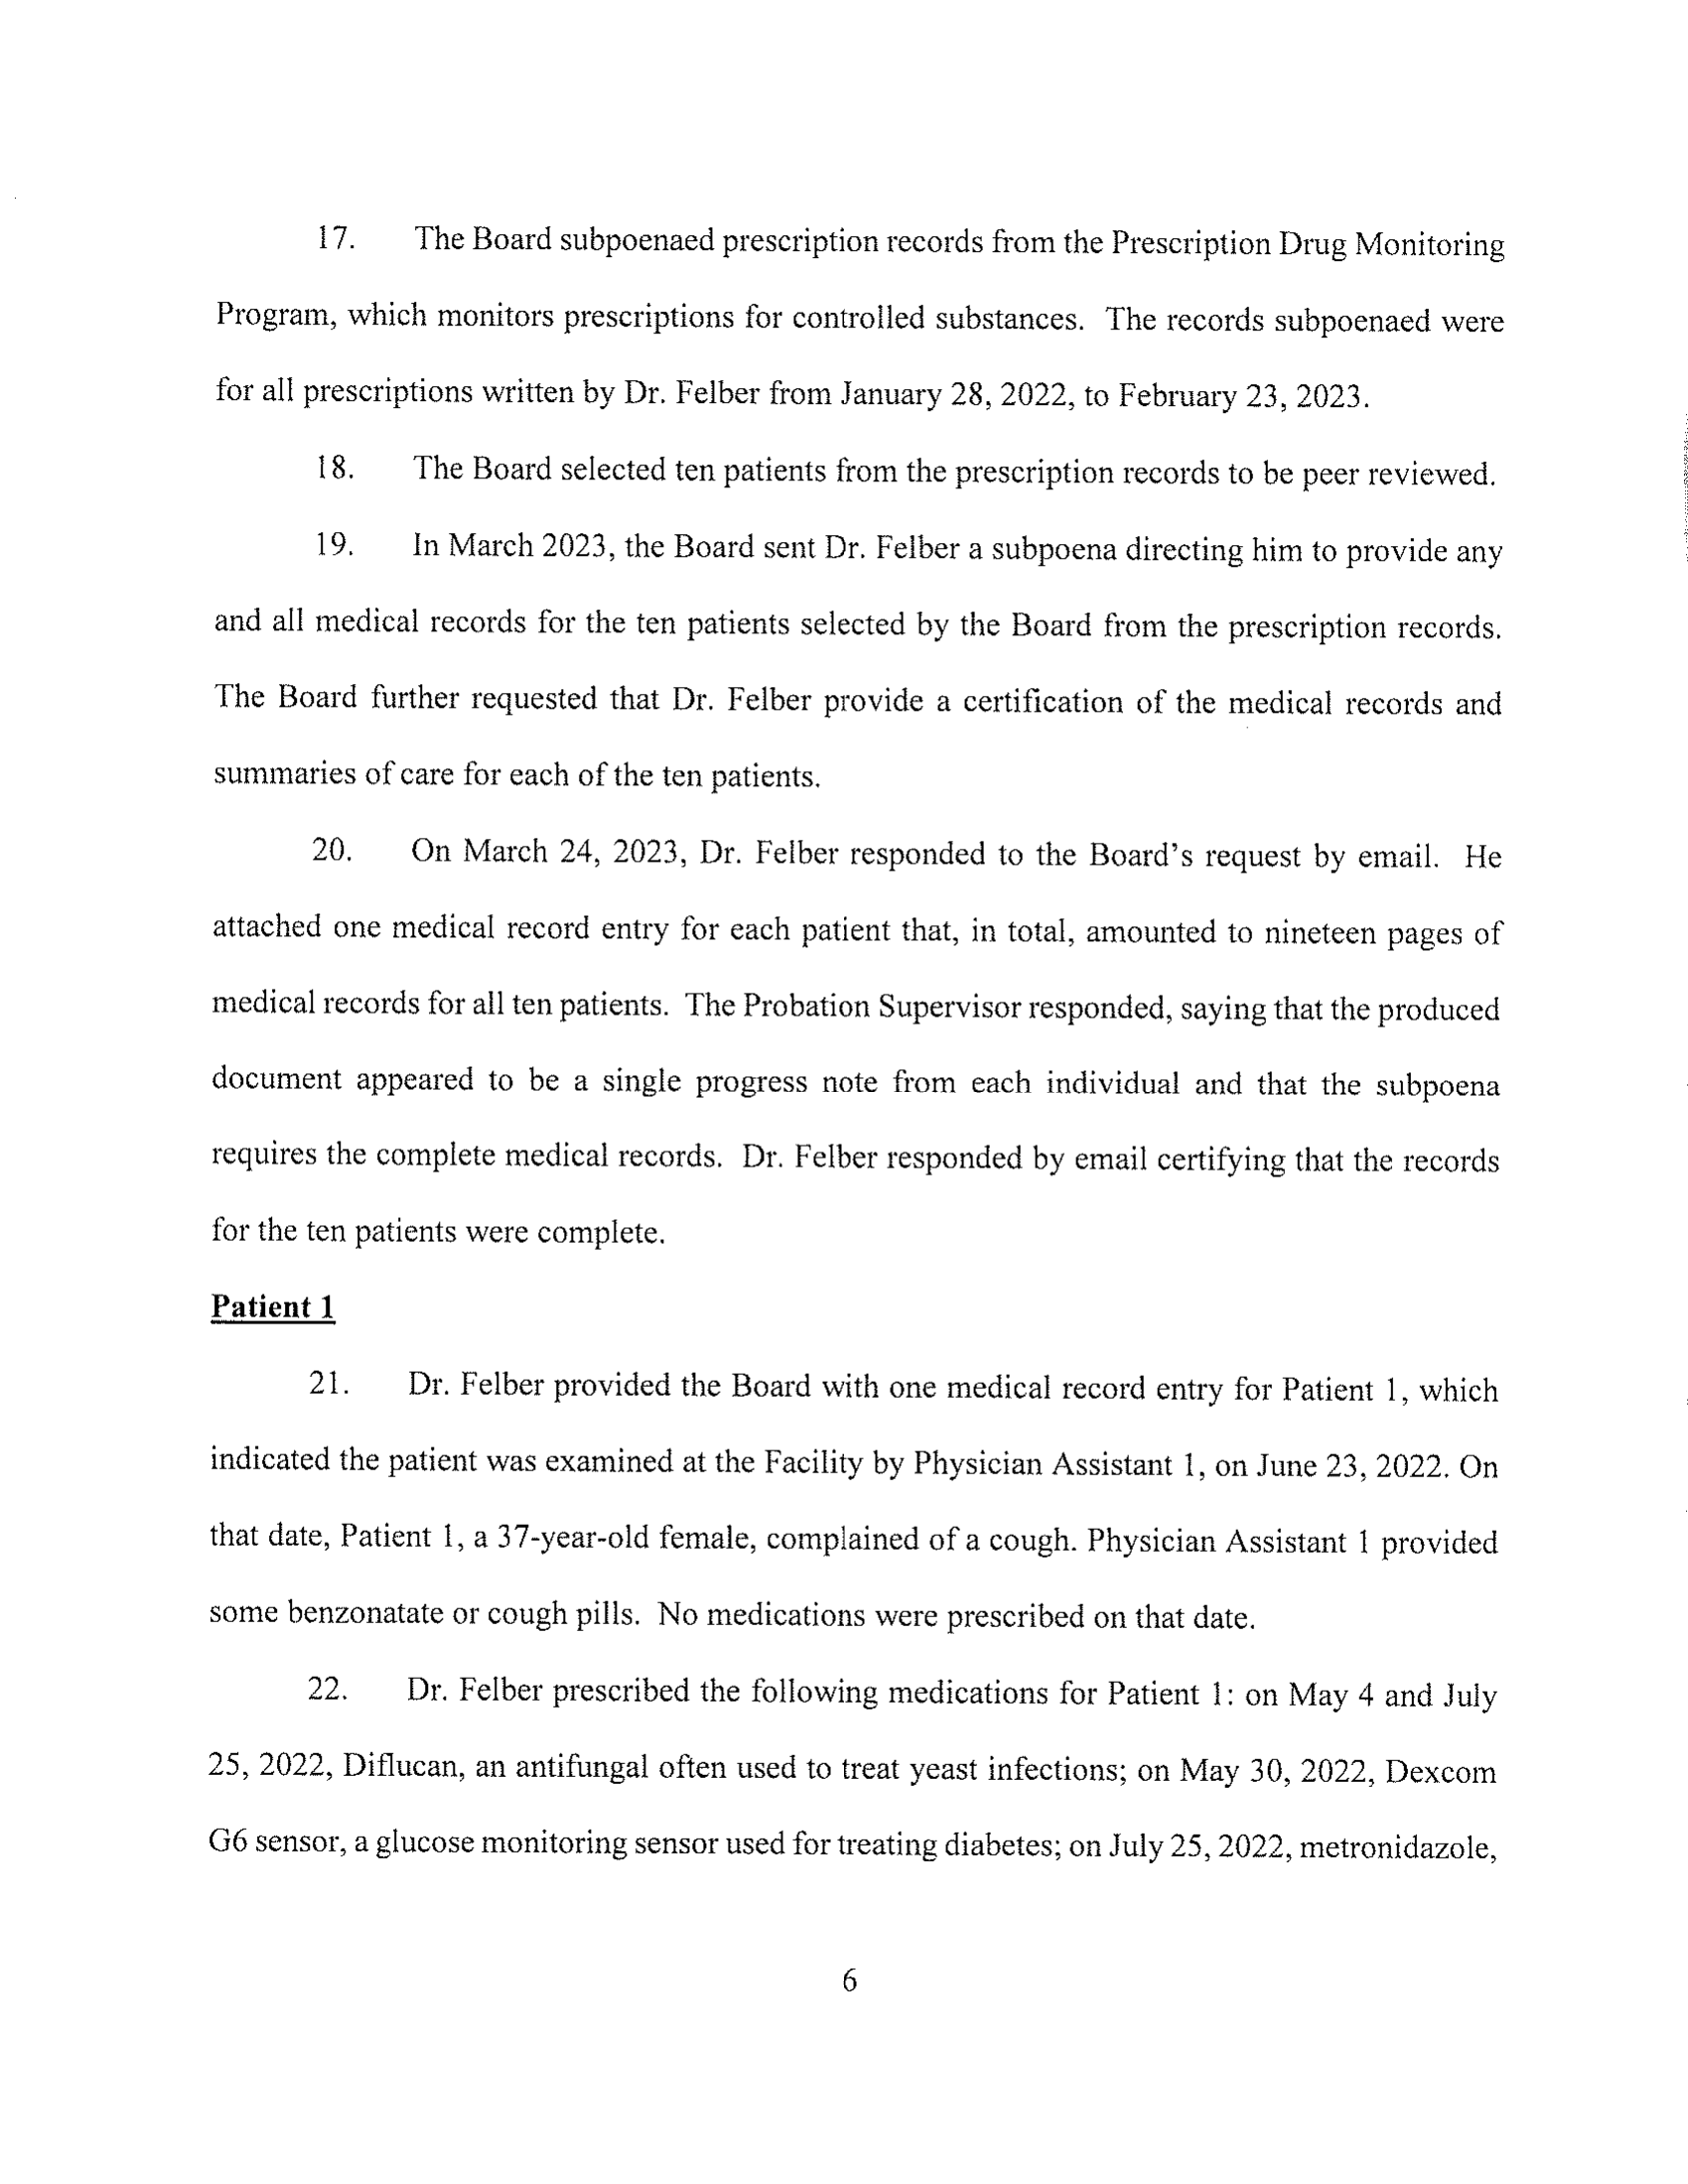 17. The Board subpoenaed prescription records from the Prescription Drug Monitoring
Program, which monitors prescriptions for controlled substances. The records subpoenaed were
for all prescriptions written by Dr. Felber from January 28, 2022, to February 23, 2023.
18. The Board selected ten patients from the prescription records to be peer reviewed.
19. In March 2023, the Board sent Dr. Felber a subpoena directing him to provide any
and all medical records for the ten patients selected by the Board from the prescription records.
The Board further requested that Dr. Felber provide a certification of the medical records and
summaries of care for each of the ten patients.
20. On March 24, 2023, Dr. Felber responded to the Board's request by email. He
attached one medical record entry for each patient that, in total, amounted to nineteen pages of
medical records for all ten patients. The Probation Supervisor responded, saying that the produced
document appeared to be a single progress note from each individual and that the subpoena
requires the complete medical records. Dr. Felber responded by email certifying that the records
for the ten patients were complete.
Patient 1
21. Dr. Felber provided the Board with one medical record entry for Patient 1, which
indicated the patient was examined at the Facility by Physician Assistant 1, on June 23, 2022. On
that date, Patient 1, a 37-year-old female, complained of a cough. Physician Assistant 1 provided
some benzonatate or cough pills. No medications were prescribed on that date.
22. Dr. Felber prescribed the following medications for Patient 1: on May 4 and July
25, 2022, Diflucan, an antifungal often used to treat yeast infections; on May 30, 2022, Dexcom
G6 sensor, a glucose monitoring sensor used for treating diabetes; on July 25, 2022, metronidazole,
6